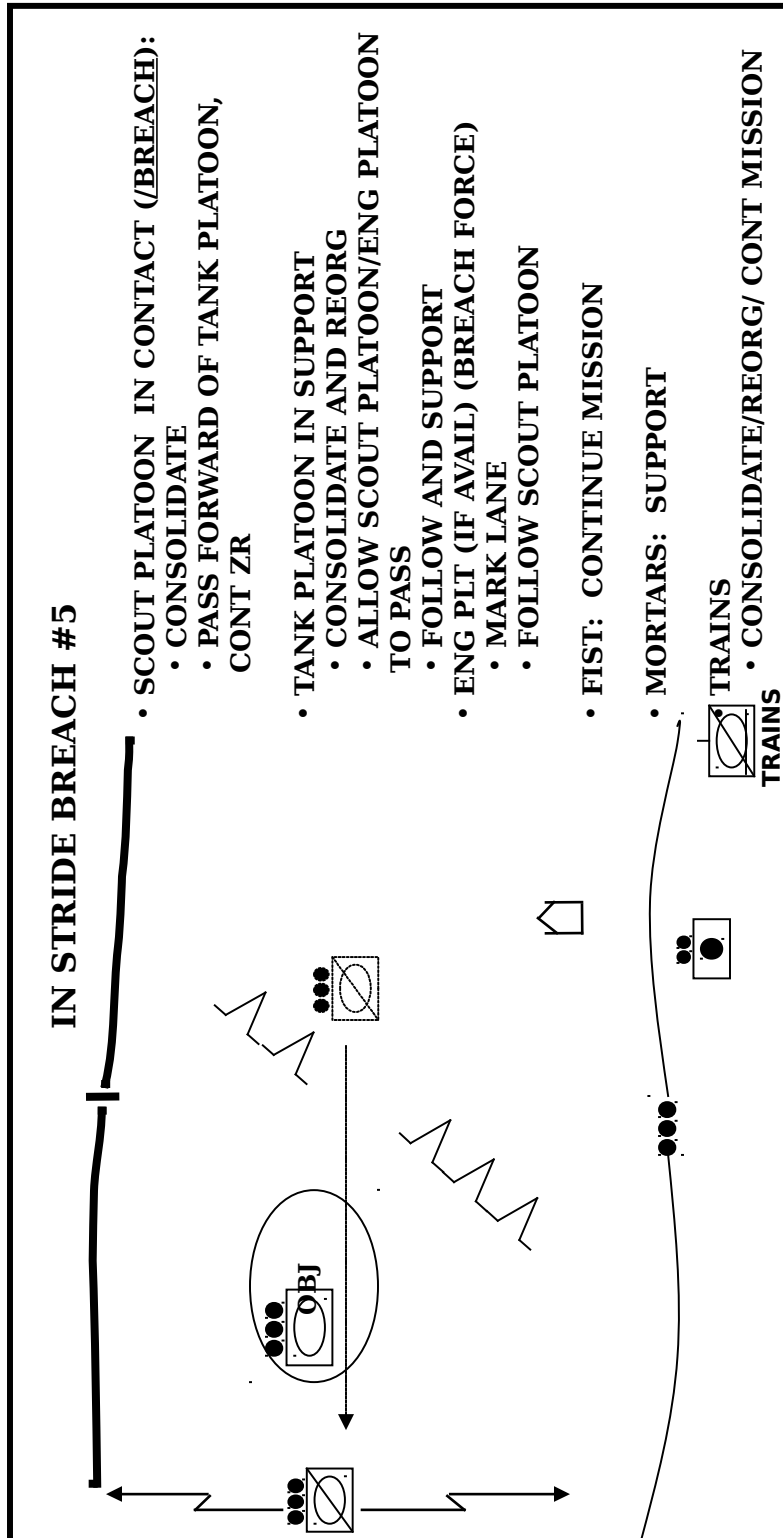 IN STRIDE BREACH #5
• SCOUT PLATOON IN CONTACT (/BREACH):
• CONSOLIDATE
• PASS FORWARD OF TANK PLATOON,
CONT ZR
• TANK PLATOON IN SUPPORT
• CONSOLIDATE AND REORG
• ALLOW SCOUT PLATOON/ENG PLATOON
TO PASS
• FOLLOW AND SUPPORT
• ENG PLT (IF AVAIL) (BREACH FORCE)
• MARK LANE
• FOLLOW SCOUT PLATOON
• FIST: CONTINUE MISSION
• MORTARS: SUPPORT
• TRAINS
• CONSOLIDATE/REORG/ CONT MISSION
OBJ
TRAINS